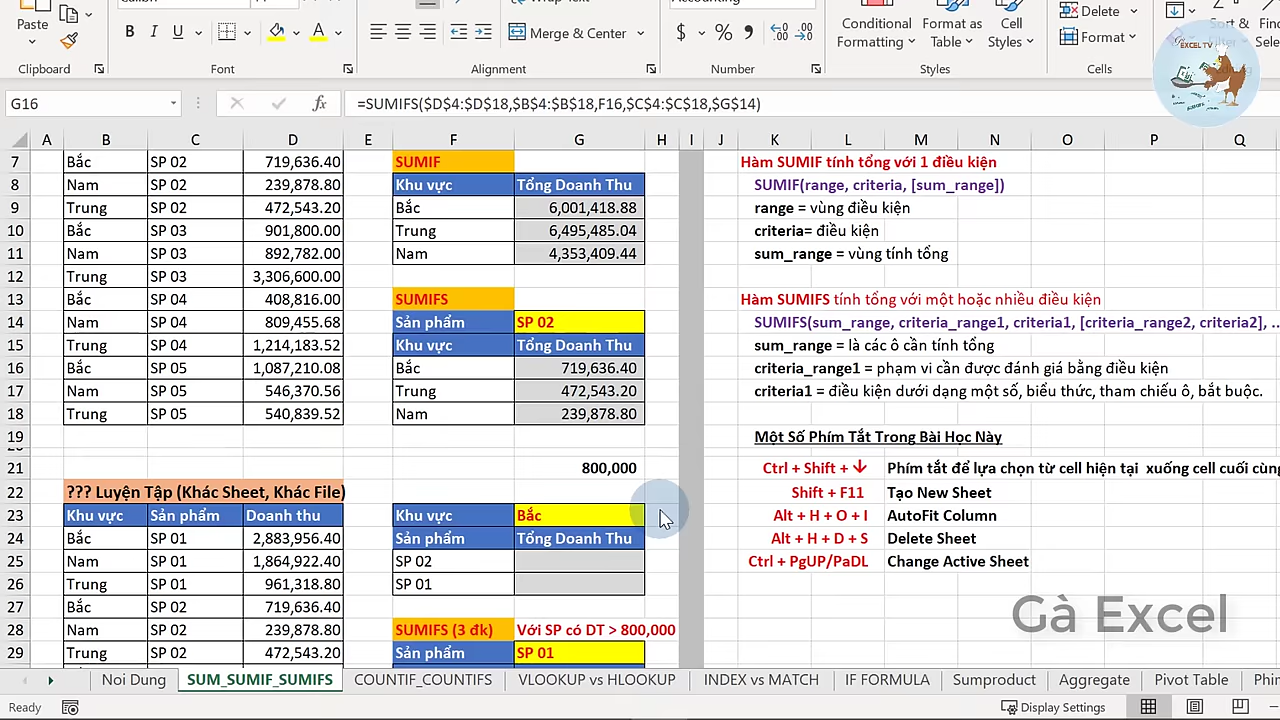 Calibri
Wrap Text
Accounting
Paste
B I U
Merge & Center
$ % 9
Conditional Formatting
Format as Table
Cell Styles
Delete
Format
Clipboard
Font
Alignment
Number
Styles
Cells
EXCEL TV
G16
fx
=SUMIFS($D$4:$D$18,$B$4:$B$18,F16,$C$4:$C$18,$G$14)
A B C D E F G H I J K L M N O P Q
7 Bắc SP 02 719,636.40 SUMIF Hàm SUMIF tính tổng với 1 điều kiện
8 Nam SP 02 239,878.80 Khu vực Tổng Doanh Thu SUMIF(range, criteria, [sum_range])
9 Trung SP 02 472,543.20 Bắc 6,001,418.88 range = vùng điều kiện
10 Bắc SP 03 901,800.00 Trung 6,495,485.04 criteria= điều kiện
11 Nam SP 03 892,782.00 Nam 4,353,409.44 sum_range = vùng tính tổng
12 Trung SP 03 3,306,600.00
13 Bắc SP 04 408,816.00 SUMIFS Hàm SUMIFS tính tổng với một hoặc nhiều điều kiện
14 Nam SP 04 809,455.68 Sản phẩm SP 02 SUMIFS(sum_range, criteria_range1, criteria1, [criteria_range2, criteria2], ..
15 Trung SP 04 1,214,183.52 Khu vực Tổng Doanh Thu sum_range = là các ô cần tính tổng
16 Bắc SP 05 1,087,210.08 Bắc 719,636.40 criteria_range1 = phạm vi cần được đánh giá bằng điều kiện
17 Nam SP 05 546,370.56 Trung 472,543.20 criteria1 = điều kiện dưới dạng một số, biểu thức, tham chiếu ô, bắt buộc.
18 Trung SP 05 540,839.52 Nam 239,878.80
19 Một Số Phím Tắt Trong Bài Học Này
21 800,000 Ctrl + Shift + ↓ Phím tắt để lựa chọn từ cell hiện tại xuống cell cuối cùng
22 ??? Luyện Tập (Khác Sheet, Khác File) Shift + F11 Tạo New Sheet
23 Khu vực Sản phẩm Doanh thu Khu vực Bắc Alt + H + O + I AutoFit Column
24 Bắc SP 01 2,883,956.40 Sản phẩm Tổng Doanh Thu Alt + H + D + S Delete Sheet
25 Nam SP 01 1,864,922.40 SP 02 Ctrl + PgUP/PaDL Change Active Sheet
26 Trung SP 01 961,318.80 SP 01
27 Bắc SP 02 719,636.40
28 Nam SP 02 239,878.80 SUMIFS (3 đk) Với SP có DT > 800,000
29 Trung SP 02 472,543.20 Sản phẩm SP 01
Gà Excel
Noi Dung SUM_SUMIF_SUMIFS COUNTIF_COUNTIFS VLOOKUP vs HLOOKUP INDEX vs MATCH IF FORMULA Sumproduct Aggregate Pivot Table Phím
Ready
Display Settings